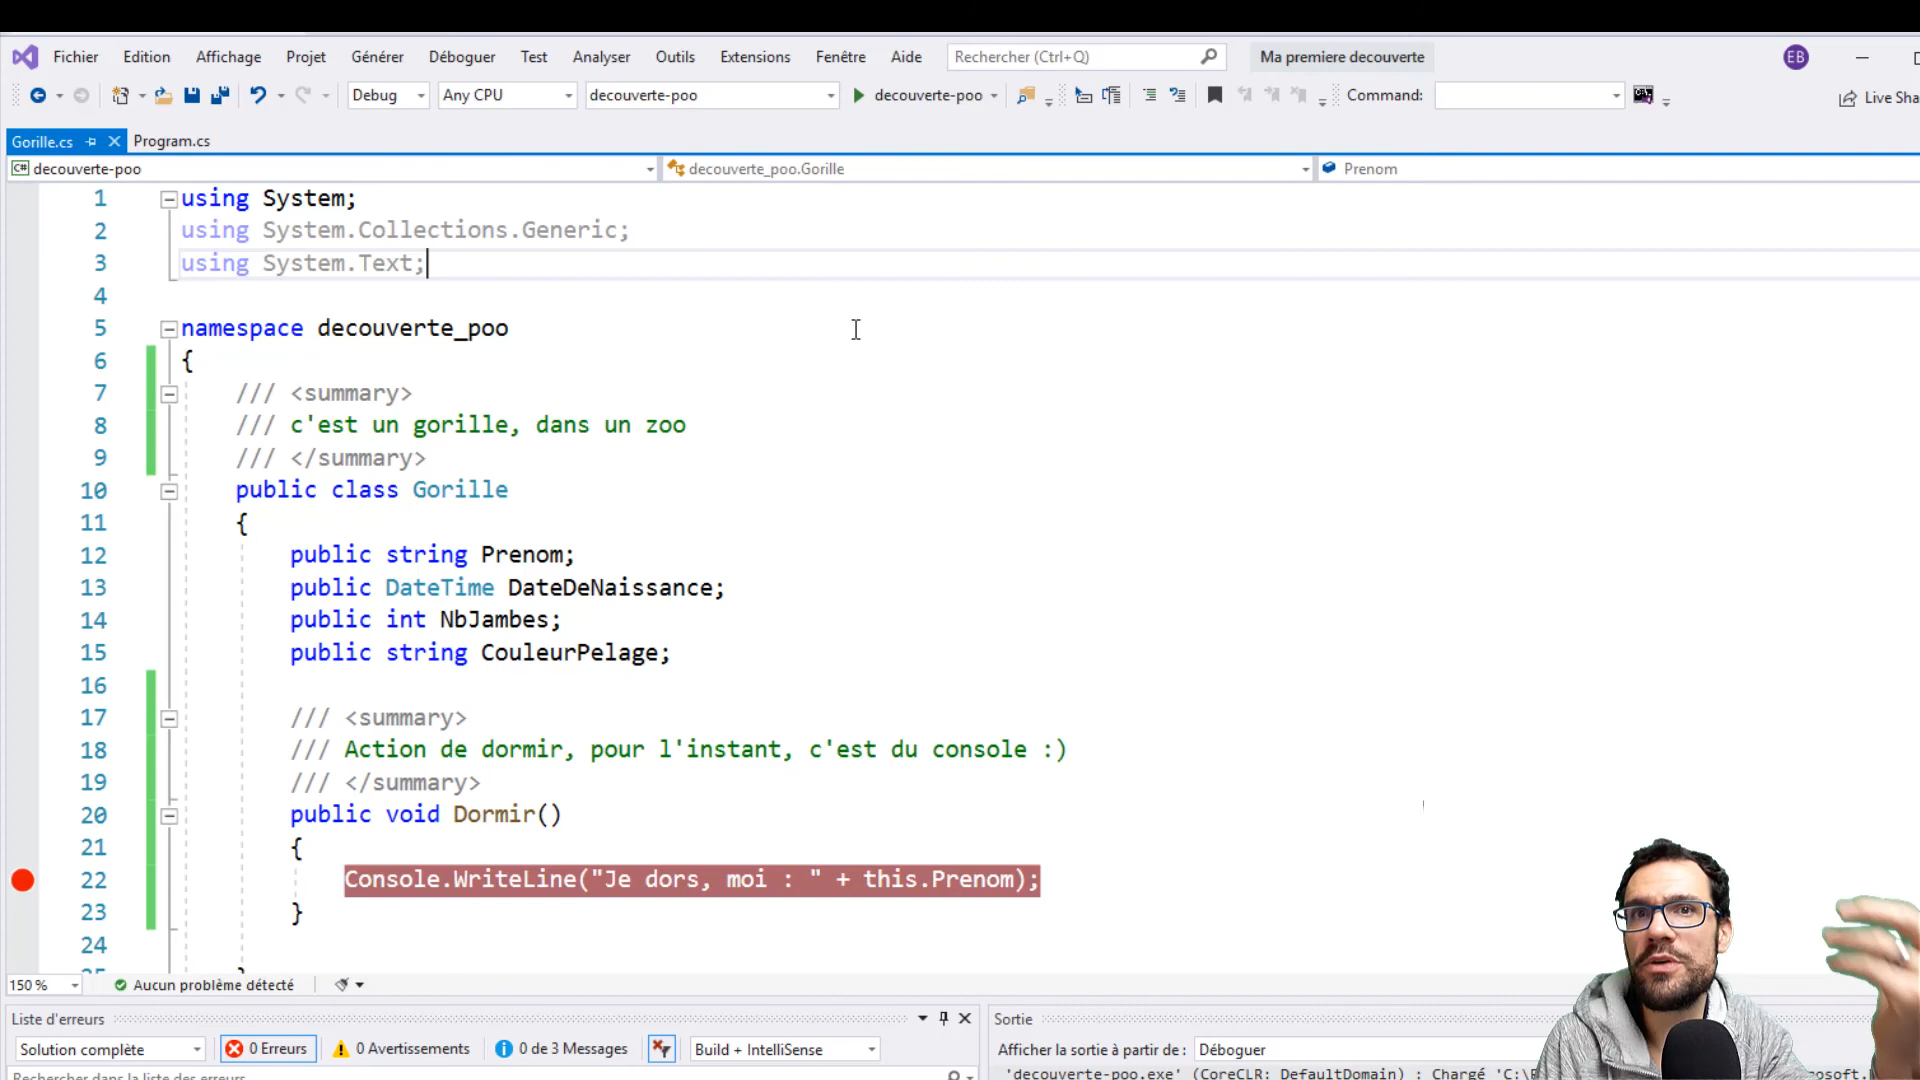 Fichier Edition Affichage Projet Générer Déboguer Test Analyser Outils Extensions Fenêtre Aide Rechercher (Ctrl+Q) Ma premiere decouverte EB
Debug Any CPU decouverte-poo decouverte-poo Command: Live Sha
Gorille.cs Program.cs
C# decouverte-poo decouverte_poo.Gorille Prenom
1 using System;
2 using System.Collections.Generic;
3 using System.Text;
4
5 namespace decouverte_poo
6 {
7 /// <summary>
8 /// c'est un gorille, dans un zoo
9 /// </summary>
10 public class Gorille
11 {
12 public string Prenom;
13 public DateTime DateDeNaissance;
14 public int NbJambes;
15 public string CouleurPelage;
16
17 /// <summary>
18 /// Action de dormir, pour l'instant, c'est du console :)
19 /// </summary>
20 public void Dormir()
21 {
22 Console.WriteLine("Je dors, moi : " + this.Prenom);
23 }
24
150 % Aucun problème détecté
Liste d'erreurs Sortie
Solution complète 0 Erreurs 0 Avertissements 0 de 3 Messages Build + IntelliSense Afficher la sortie à partir de : Déboguer
Rechercher dans la liste des erreurs 'decouverte-poo.exe' (CoreCLR: DefaultDomain) : Chargé 'C:\